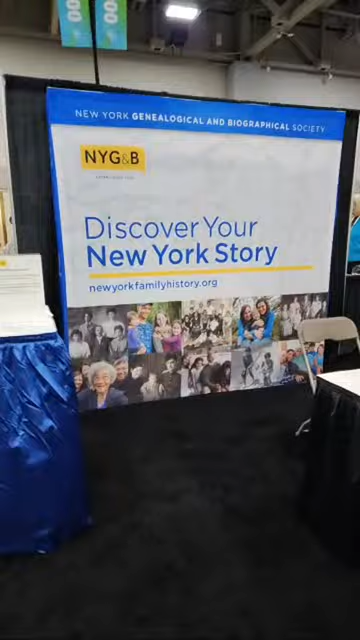 NEW YORK GENEALOGICAL AND BIOGRAPHICAL SOCIETY
NYG&B
Discover Your
New York Story
newyorkfamilyhistory.org